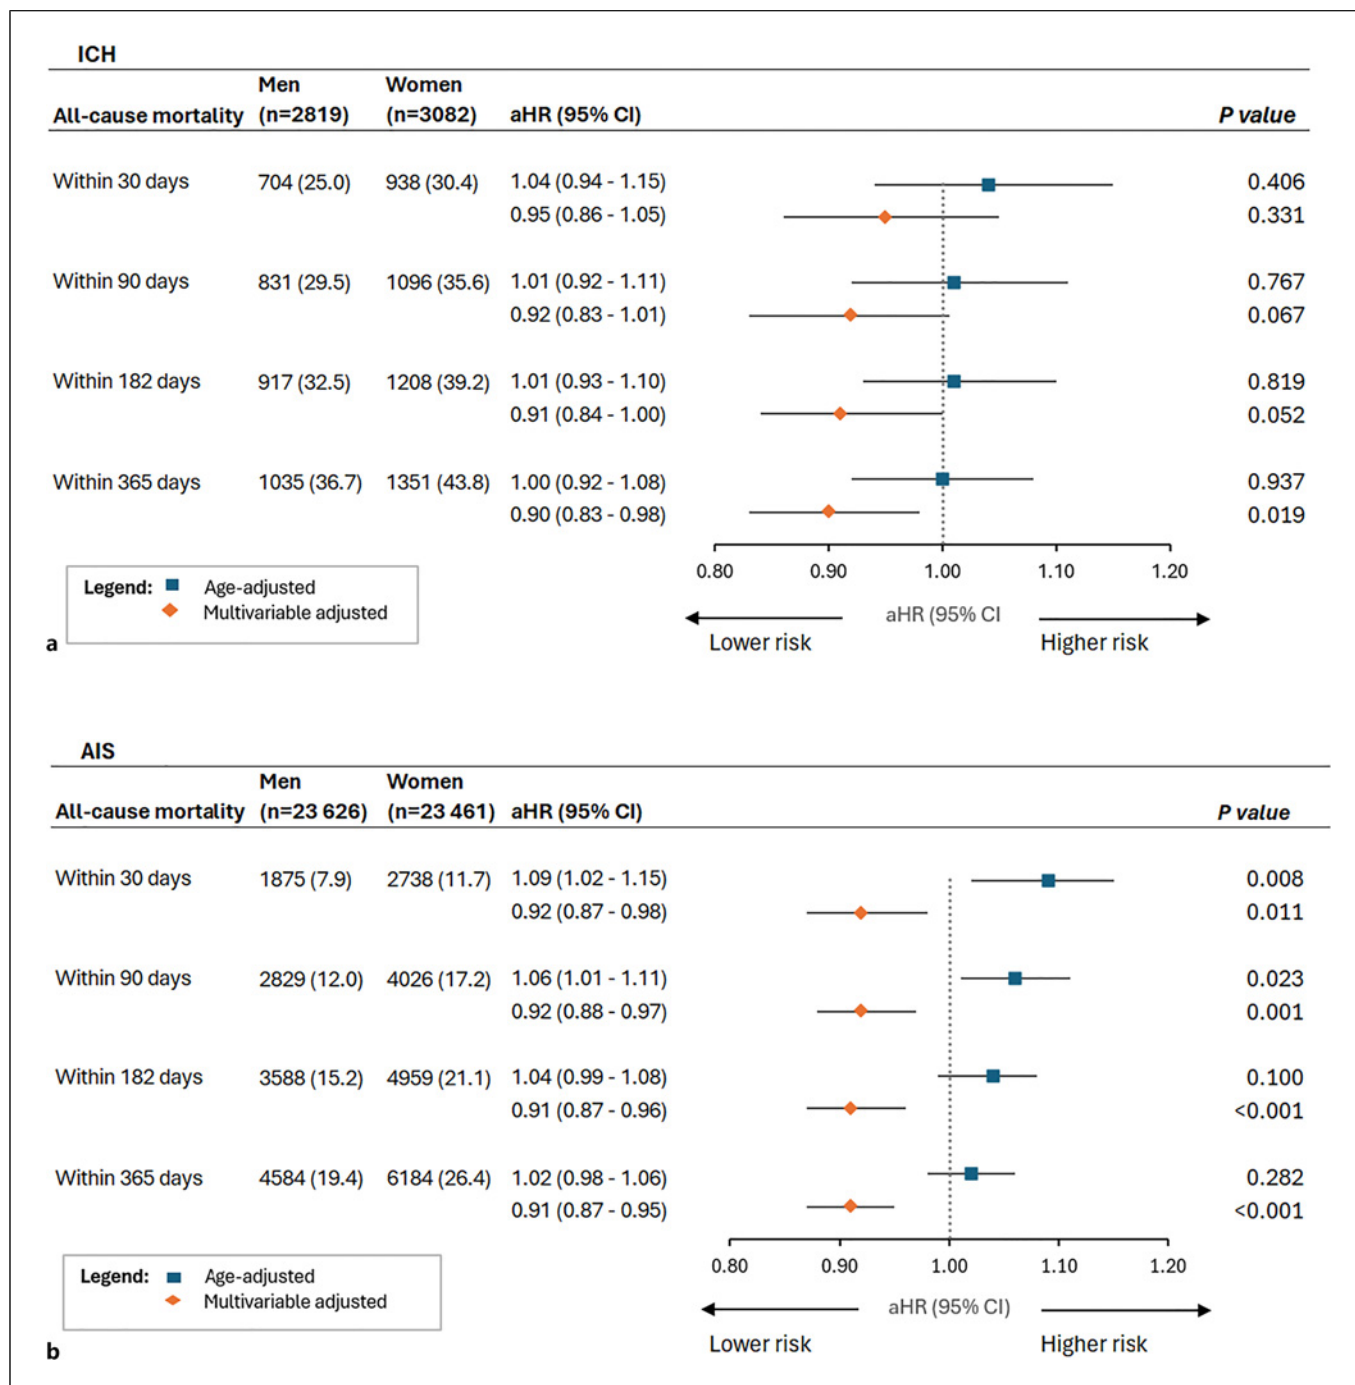 ICH
Men Women
All-cause mortality (n=2819) (n=3082) aHR (95% CI) P value
Within 30 days 704 (25.0) 938 (30.4) 1.04 (0.94 - 1.15) 0.406
0.95 (0.86 - 1.05) 0.331
Within 90 days 831 (29.5) 1096 (35.6) 1.01 (0.92 - 1.11) 0.767
0.92 (0.83 - 1.01) 0.067
Within 182 days 917 (32.5) 1208 (39.2) 1.01 (0.93 - 1.10) 0.819
0.91 (0.84 - 1.00) 0.052
Within 365 days 1035 (36.7) 1351 (43.8) 1.00 (0.92 - 1.08) 0.937
0.90 (0.83 - 0.98) 0.019
0.80 0.90 1.00 1.10 1.20
Legend: Age-adjusted
Multivariable adjusted
aHR (95% CI
a
Lower risk Higher risk
AIS
Men Women
All-cause mortality (n=23 626) (n=23 461) aHR (95% CI) P value
Within 30 days 1875 (7.9) 2738 (11.7) 1.09 (1.02 - 1.15) 0.008
0.92 (0.87 - 0.98) 0.011
Within 90 days 2829 (12.0) 4026 (17.2) 1.06 (1.01 - 1.11) 0.023
0.92 (0.88 - 0.97) 0.001
Within 182 days 3588 (15.2) 4959 (21.1) 1.04 (0.99 - 1.08) 0.100
0.91 (0.87 - 0.96) <0.001
Within 365 days 4584 (19.4) 6184 (26.4) 1.02 (0.98 - 1.06) 0.282
0.91 (0.87 - 0.95) <0.001
0.80 0.90 1.00 1.10 1.20
Legend: Age-adjusted
Multivariable adjusted
aHR (95% CI)
Lower risk Higher risk
b